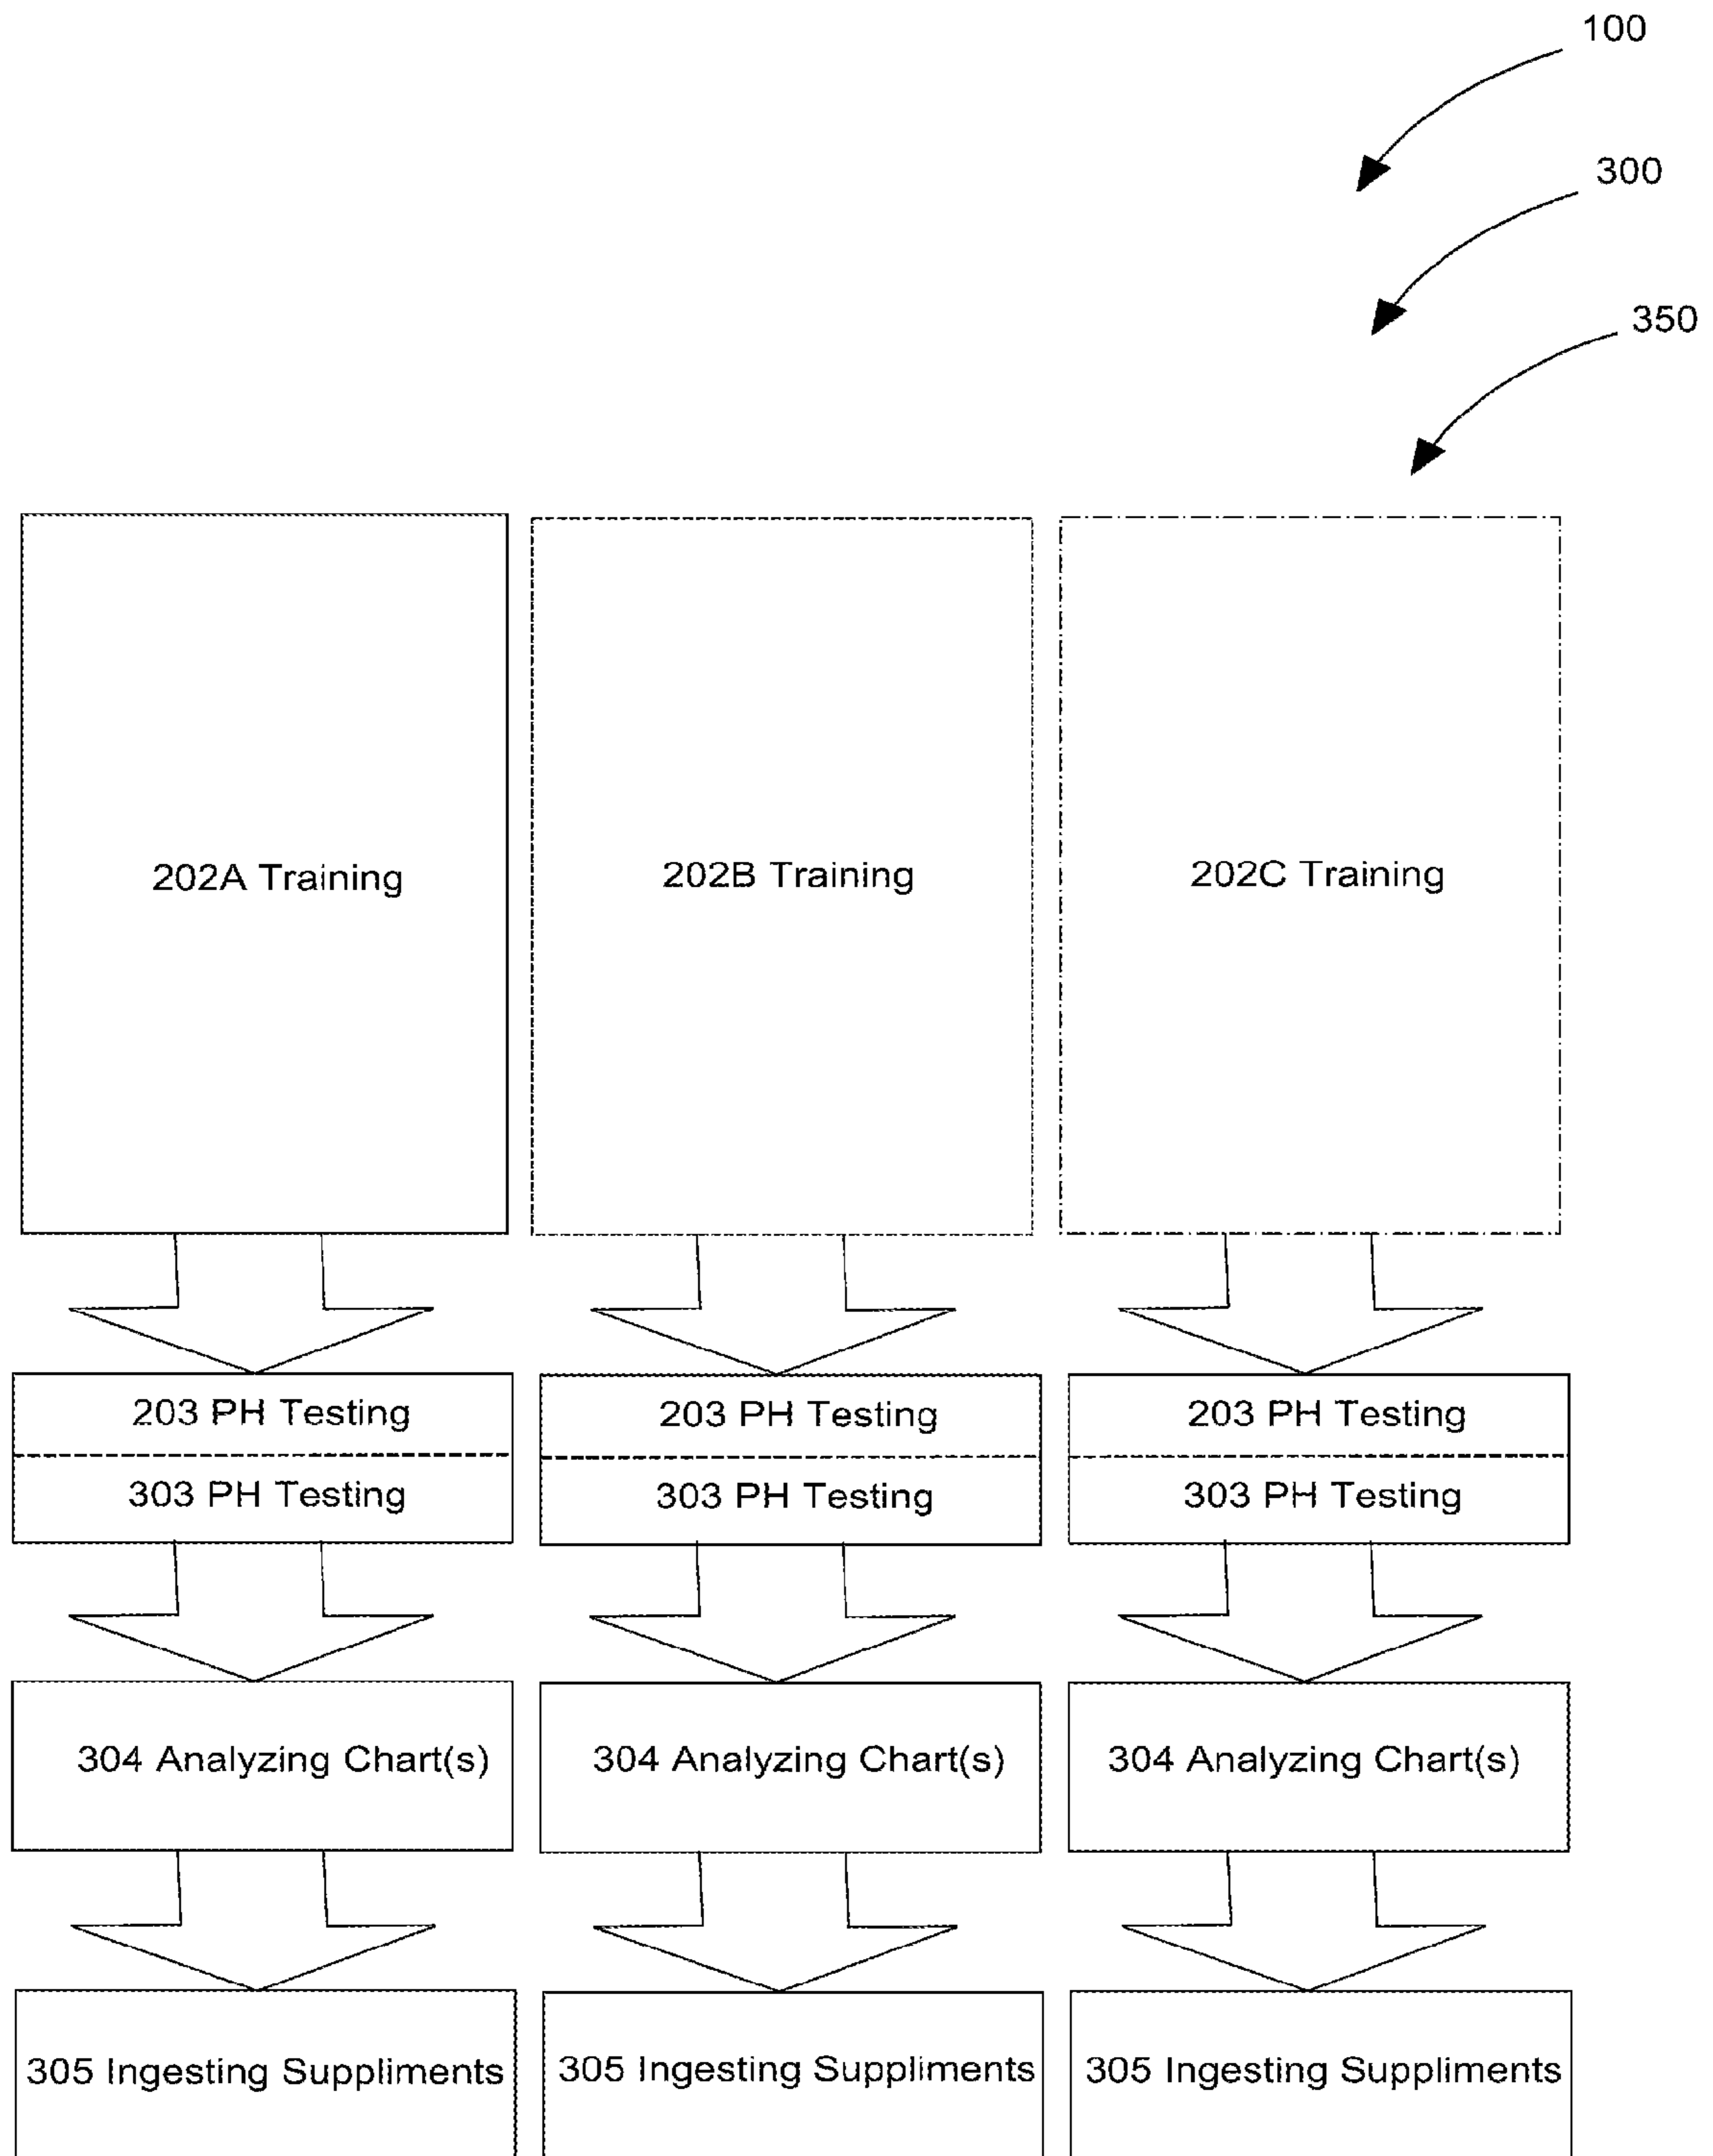 100
300
350
202A Training
202B Training
202C Training
203 PH Testing
303 PH Testing
203 PH Testing
303 PH Testing
203 PH Testing
303 PH Testing
304 Analyzing Chart(s)
304 Analyzing Chart(s)
304 Analyzing Chart(s)
305 Ingesting Suppliments
305 Ingesting Suppliments
305 Ingesting Suppliments